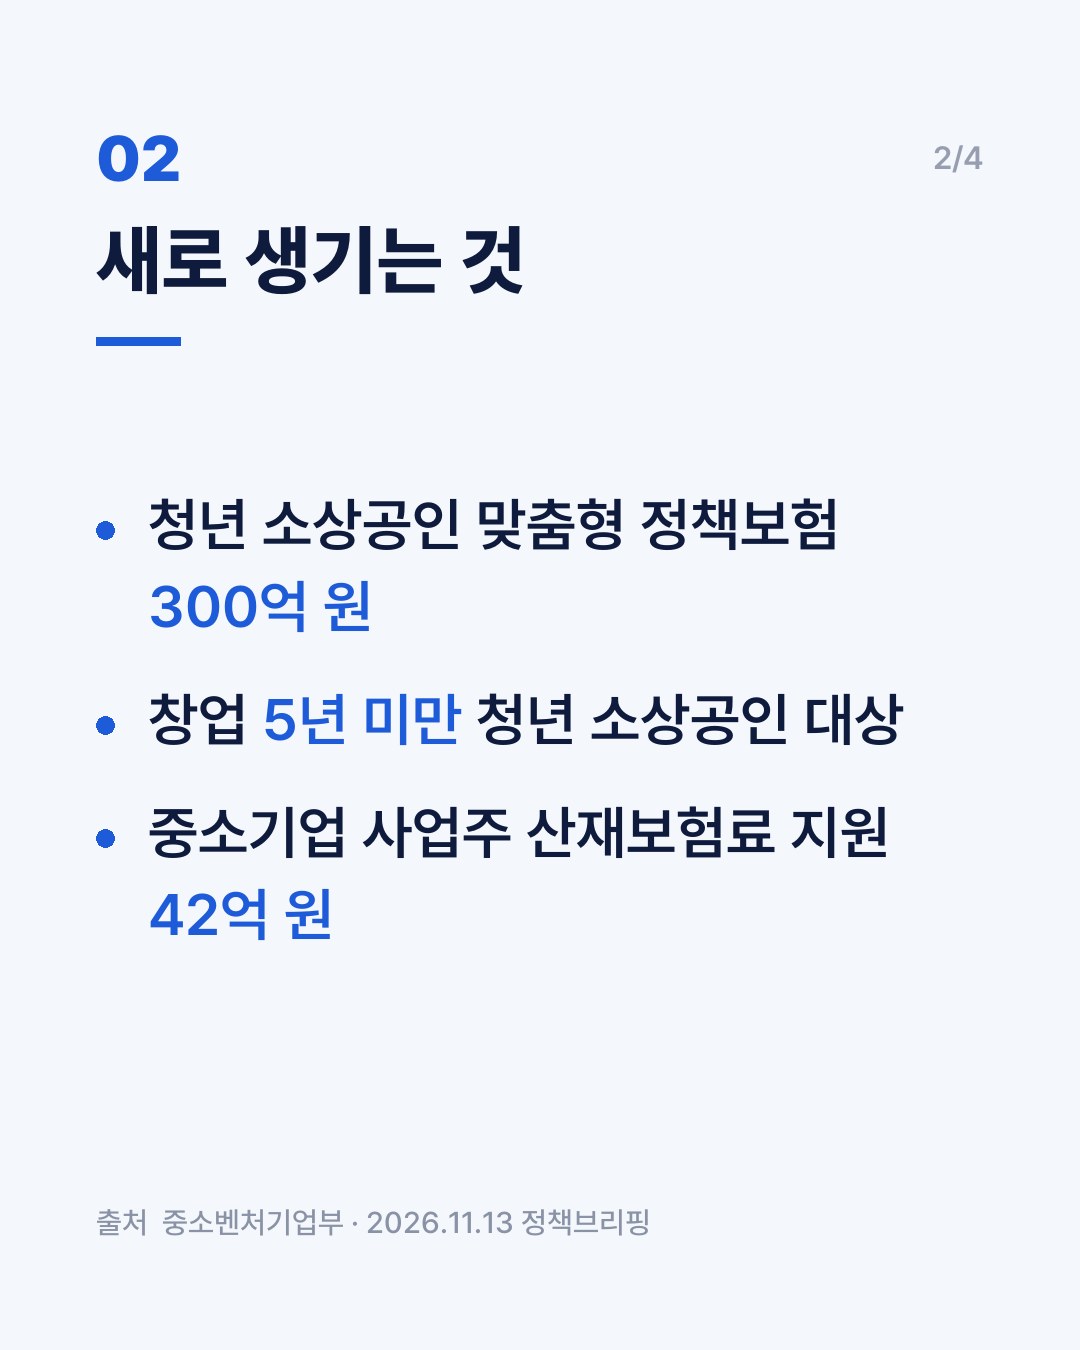 02
2/4
새로 생기는 것
청년 소상공인 맞춤형 정책보험
300억 원
창업 5년 미만 청년 소상공인 대상
중소기업 사업주 산재보험료 지원
42억 원
출처 중소벤처기업부 · 2026.11.13 정책브리핑